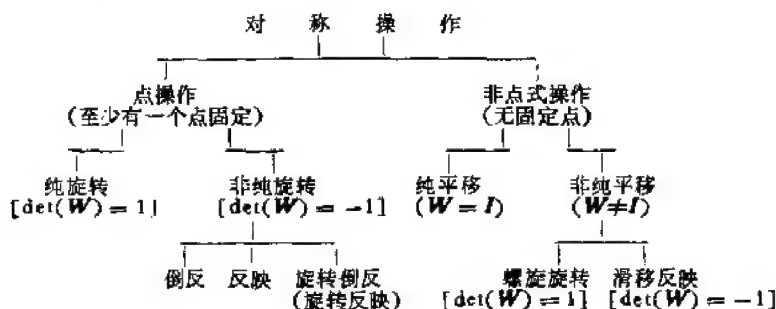 对称操作
点操作 非点式操作
(至少有一个点固定) (无固定点)
纯旋转 非纯旋转 纯平移 非纯平移
[det(W) = 1] [det(W) = -1] (W = I) (W≠I)
倒反 反映 旋转倒反 螺旋旋转 滑移反映
(旋转反映) [det(W) = 1] [det(W) = -1]